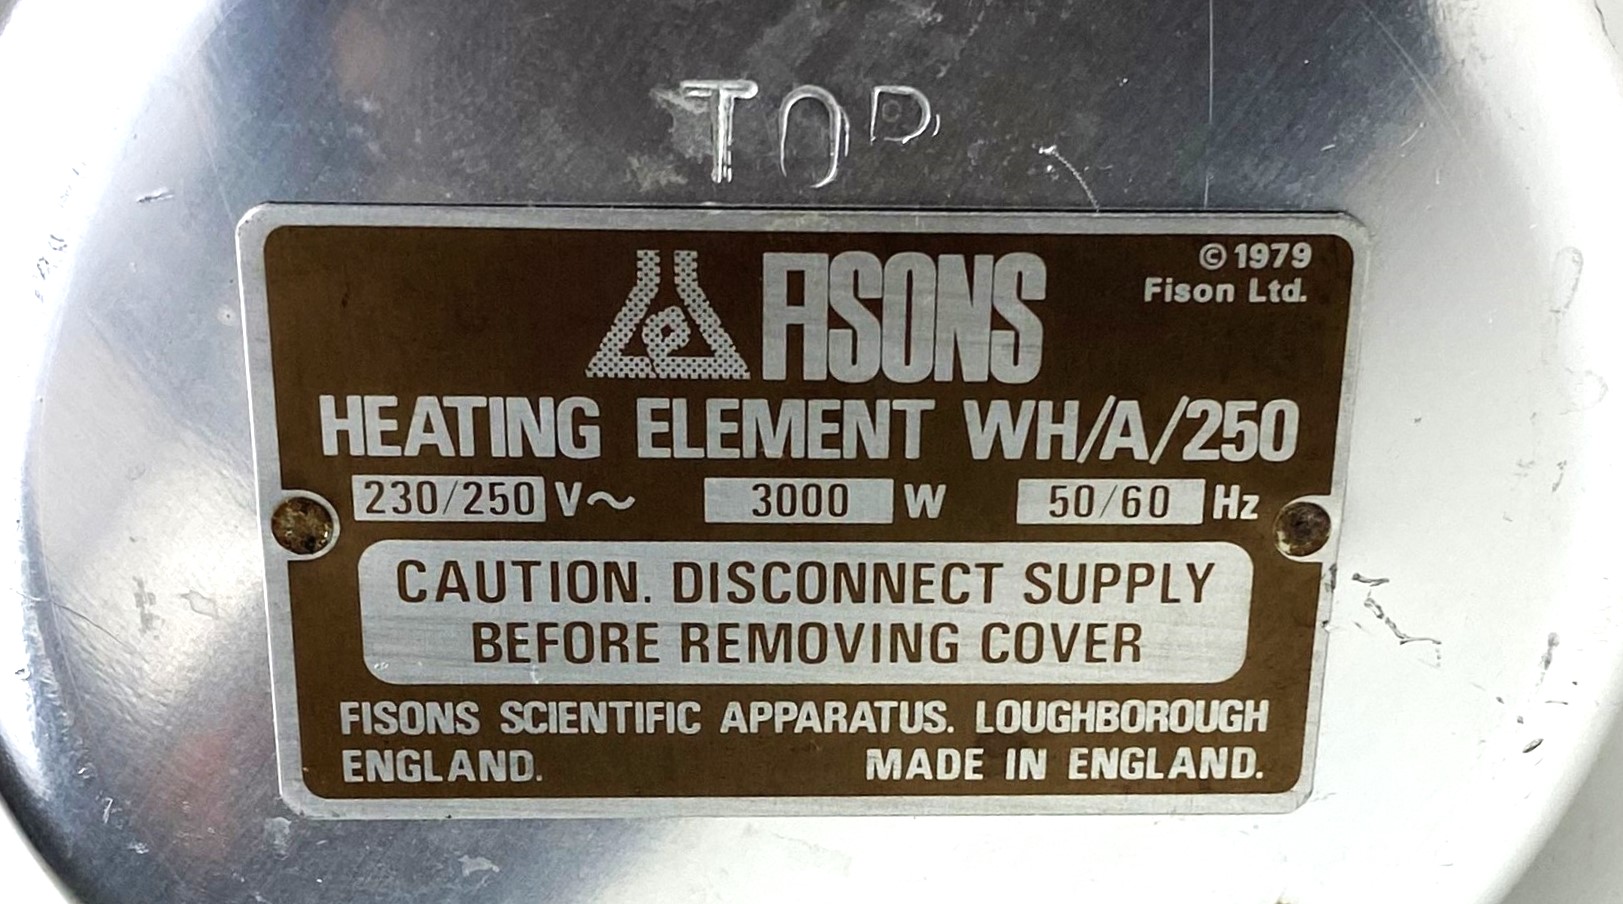 TOP
FISONS
© 1979
Fison Ltd.
HEATING ELEMENT WH/A/250
230/250 V~ 3000 W 50/60 Hz
CAUTION. DISCONNECT SUPPLY
BEFORE REMOVING COVER
FISONS SCIENTIFIC APPARATUS. LOUGHBOROUGH
ENGLAND. MADE IN ENGLAND.